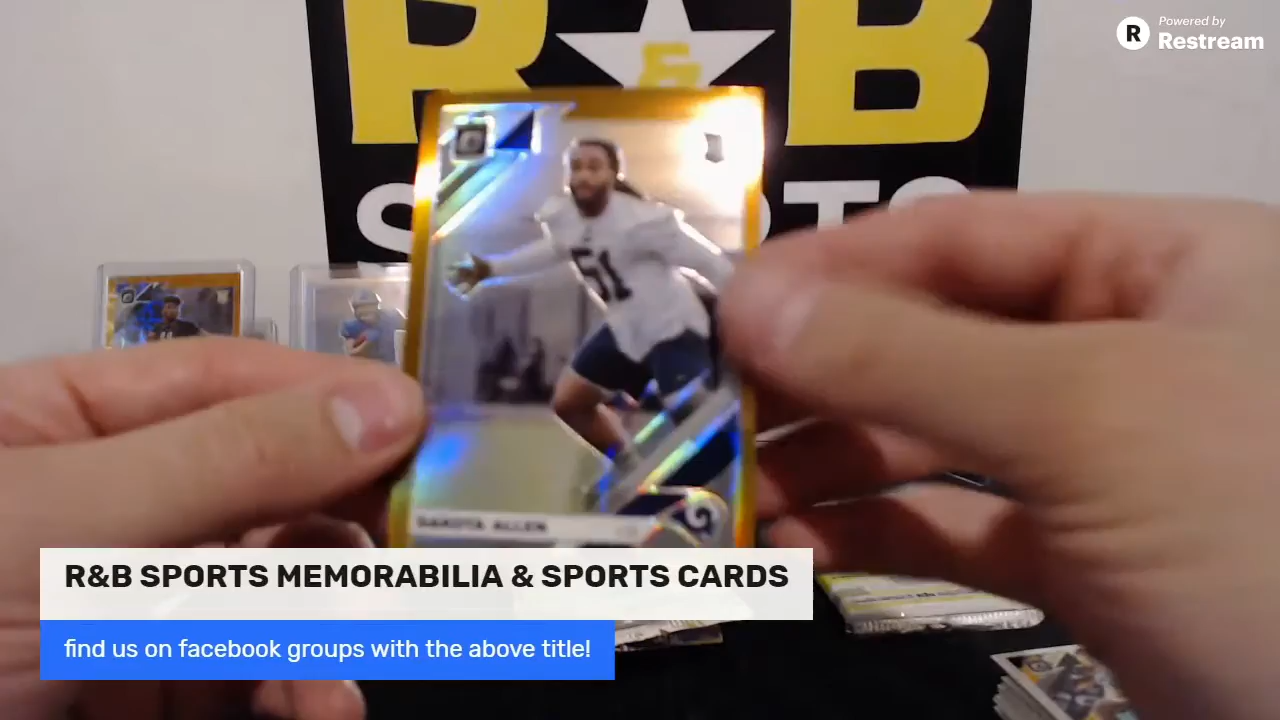 R&B
Powered by
R Restream
51
DAKOTA ALLEN
R&B SPORTS MEMORABILIA & SPORTS CARDS
find us on facebook groups with the above title!